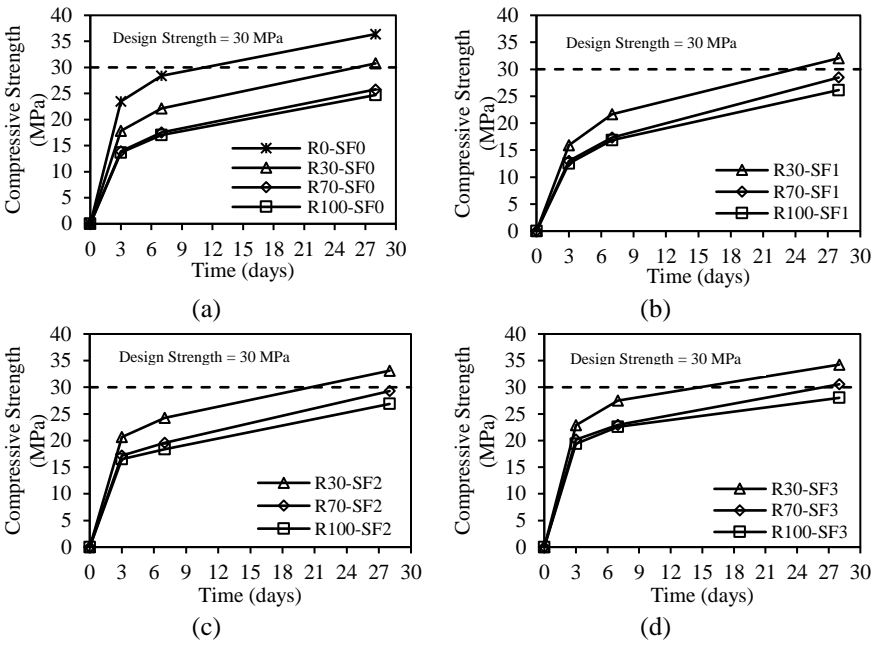 Compressive Strength
(MPa)
40
35
30
25
20
15
10
5
0
Design Strength = 30 MPa
R0-SF0
R30-SF0
R70-SF0
R100-SF0
0 3 6 9 12 15 18 21 24 27 30
Time (days)
(a)
Compressive Strength
(MPa)
40
35
30
25
20
15
10
5
0
Design Strength = 30 MPa
R30-SF1
R70-SF1
R100-SF1
0 3 6 9 12 15 18 21 24 27 30
Time (days)
(b)
Compressive Strength
(MPa)
40
35
30
25
20
15
10
5
0
Design Strength = 30 MPa
R30-SF2
R70-SF2
R100-SF2
0 3 6 9 12 15 18 21 24 27 30
Time (days)
(c)
Compressive Strength
(MPa)
40
35
30
25
20
15
10
5
0
Design Strength = 30 MPa
R30-SF3
R70-SF3
R100-SF3
0 3 6 9 12 15 18 21 24 27 30
Time (days)
(d)